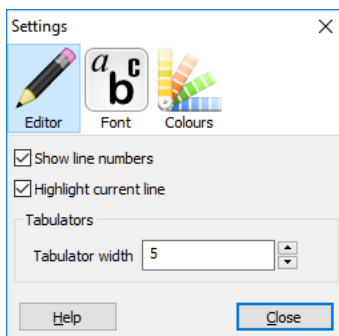 Settings
a b c
Editor
Font
Colours
Show line numbers
Highlight current line
Tabulators
Tabulator width 5
Help
Close